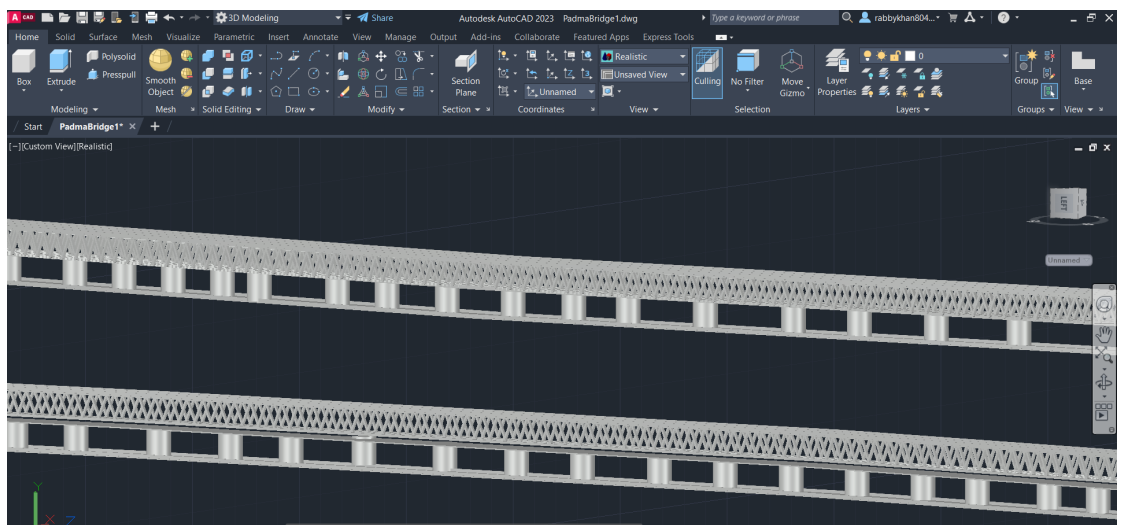 A CAD 3D Modeling Share Autodesk AutoCAD 2023 PadmaBridge1.dwg Type a keyword or phrase rabbykhan804...
Home Solid Surface Mesh Visualize Parametric Insert Annotate View Manage Output Add-ins Collaborate Featured Apps Express Tools
Polysolid Realistic 0
Presspull Unsaved View
Box Extrude Smooth Object Section Plane Culling No Filter Move Gizmo Layer Properties Group Base
Unnamed
Modeling Mesh Solid Editing Draw Modify Section Coordinates View Selection Layers Groups View
Start PadmaBridge1*
[−][Custom View][Realistic]
LEFT
Unnamed
Y
X Z